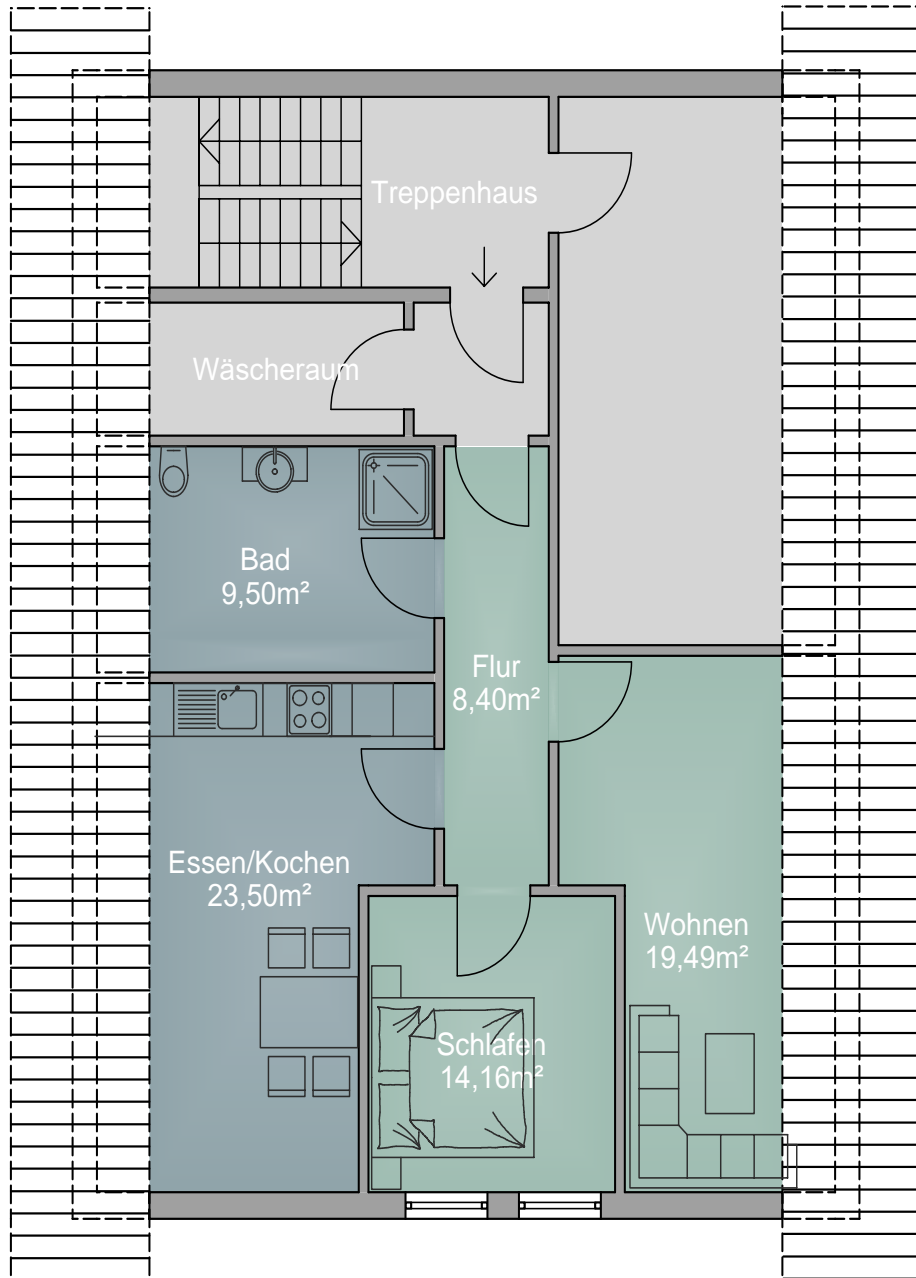 Treppenhaus
Wäscheraum
Bad
9,50m²
Flur
8,40m²
Essen/Kochen
23,50m²
Wohnen
19,49m²
Schlafen
14,16m²